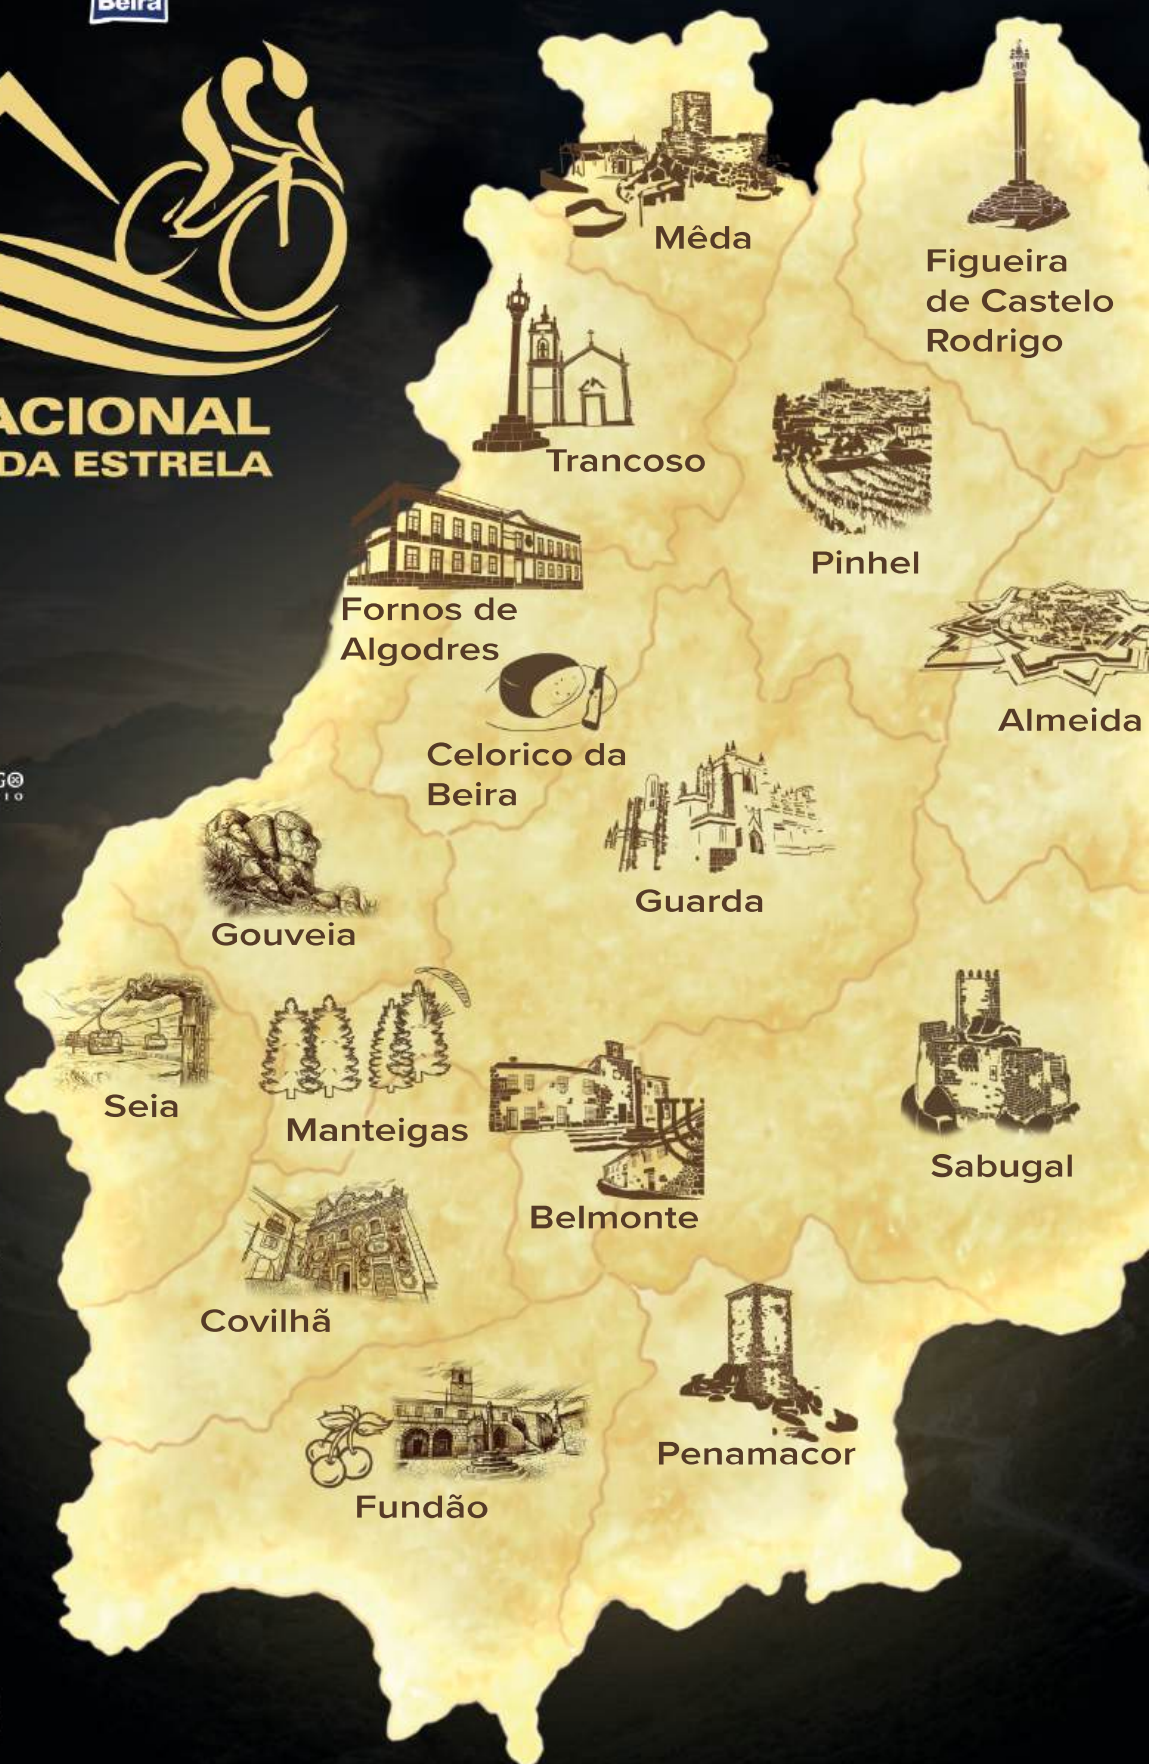 Beira
ACIONAL
DA ESTRELA
Mêda
Figueira
de Castelo
Rodrigo
Trancoso
Pinhel
Fornos de
Algodres
Almeida
Celorico da
Beira
Guarda
Gouveia
Seia
Manteigas
Sabugal
Belmonte
Covilhã
Penamacor
Fundão